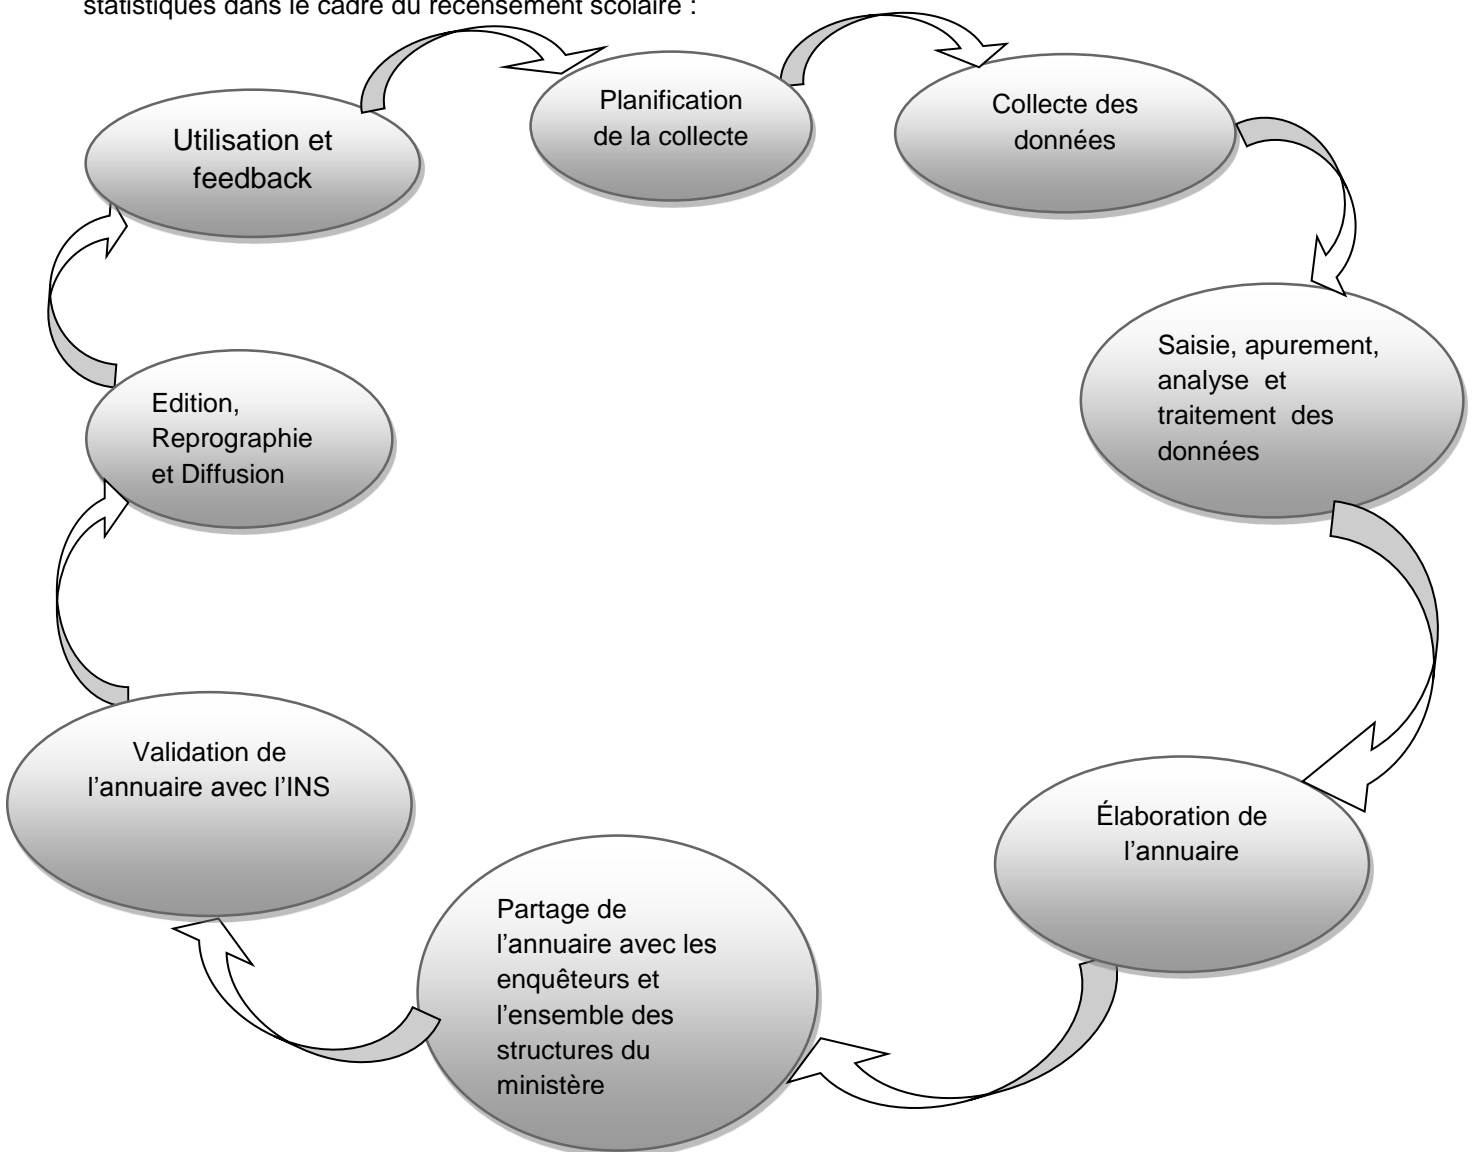 statistiques dans le cadre du recensement scolaire :
Utilisation et
feedback
Planification
de la collecte
Collecte des
données
Saisie, apurement,
analyse et
traitement des
données
Élaboration de
l’annuaire
Partage de
l’annuaire avec les
enquêteurs et
l’ensemble des
structures du
ministère
Validation de
l’annuaire avec l’INS
Edition,
Reprographie
et Diffusion